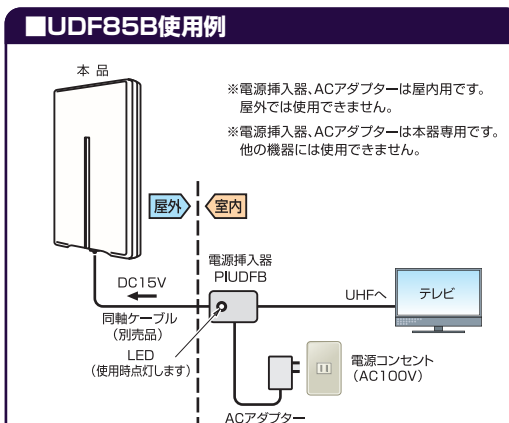 ■UDF85B使用例
本 品
※電源挿入器、ACアダプターは屋内用です。
屋外では使用できません。
※電源挿入器、ACアダプターは本器専用です。
他の機器には使用できません。
屋外
室内
電源挿入器
PIUDFB
DC15V
UHFへ
テレビ
同軸ケーブル
(別売品)
LED
(使用時点灯します)
電源コンセント
(AC100V)
ACアダプター